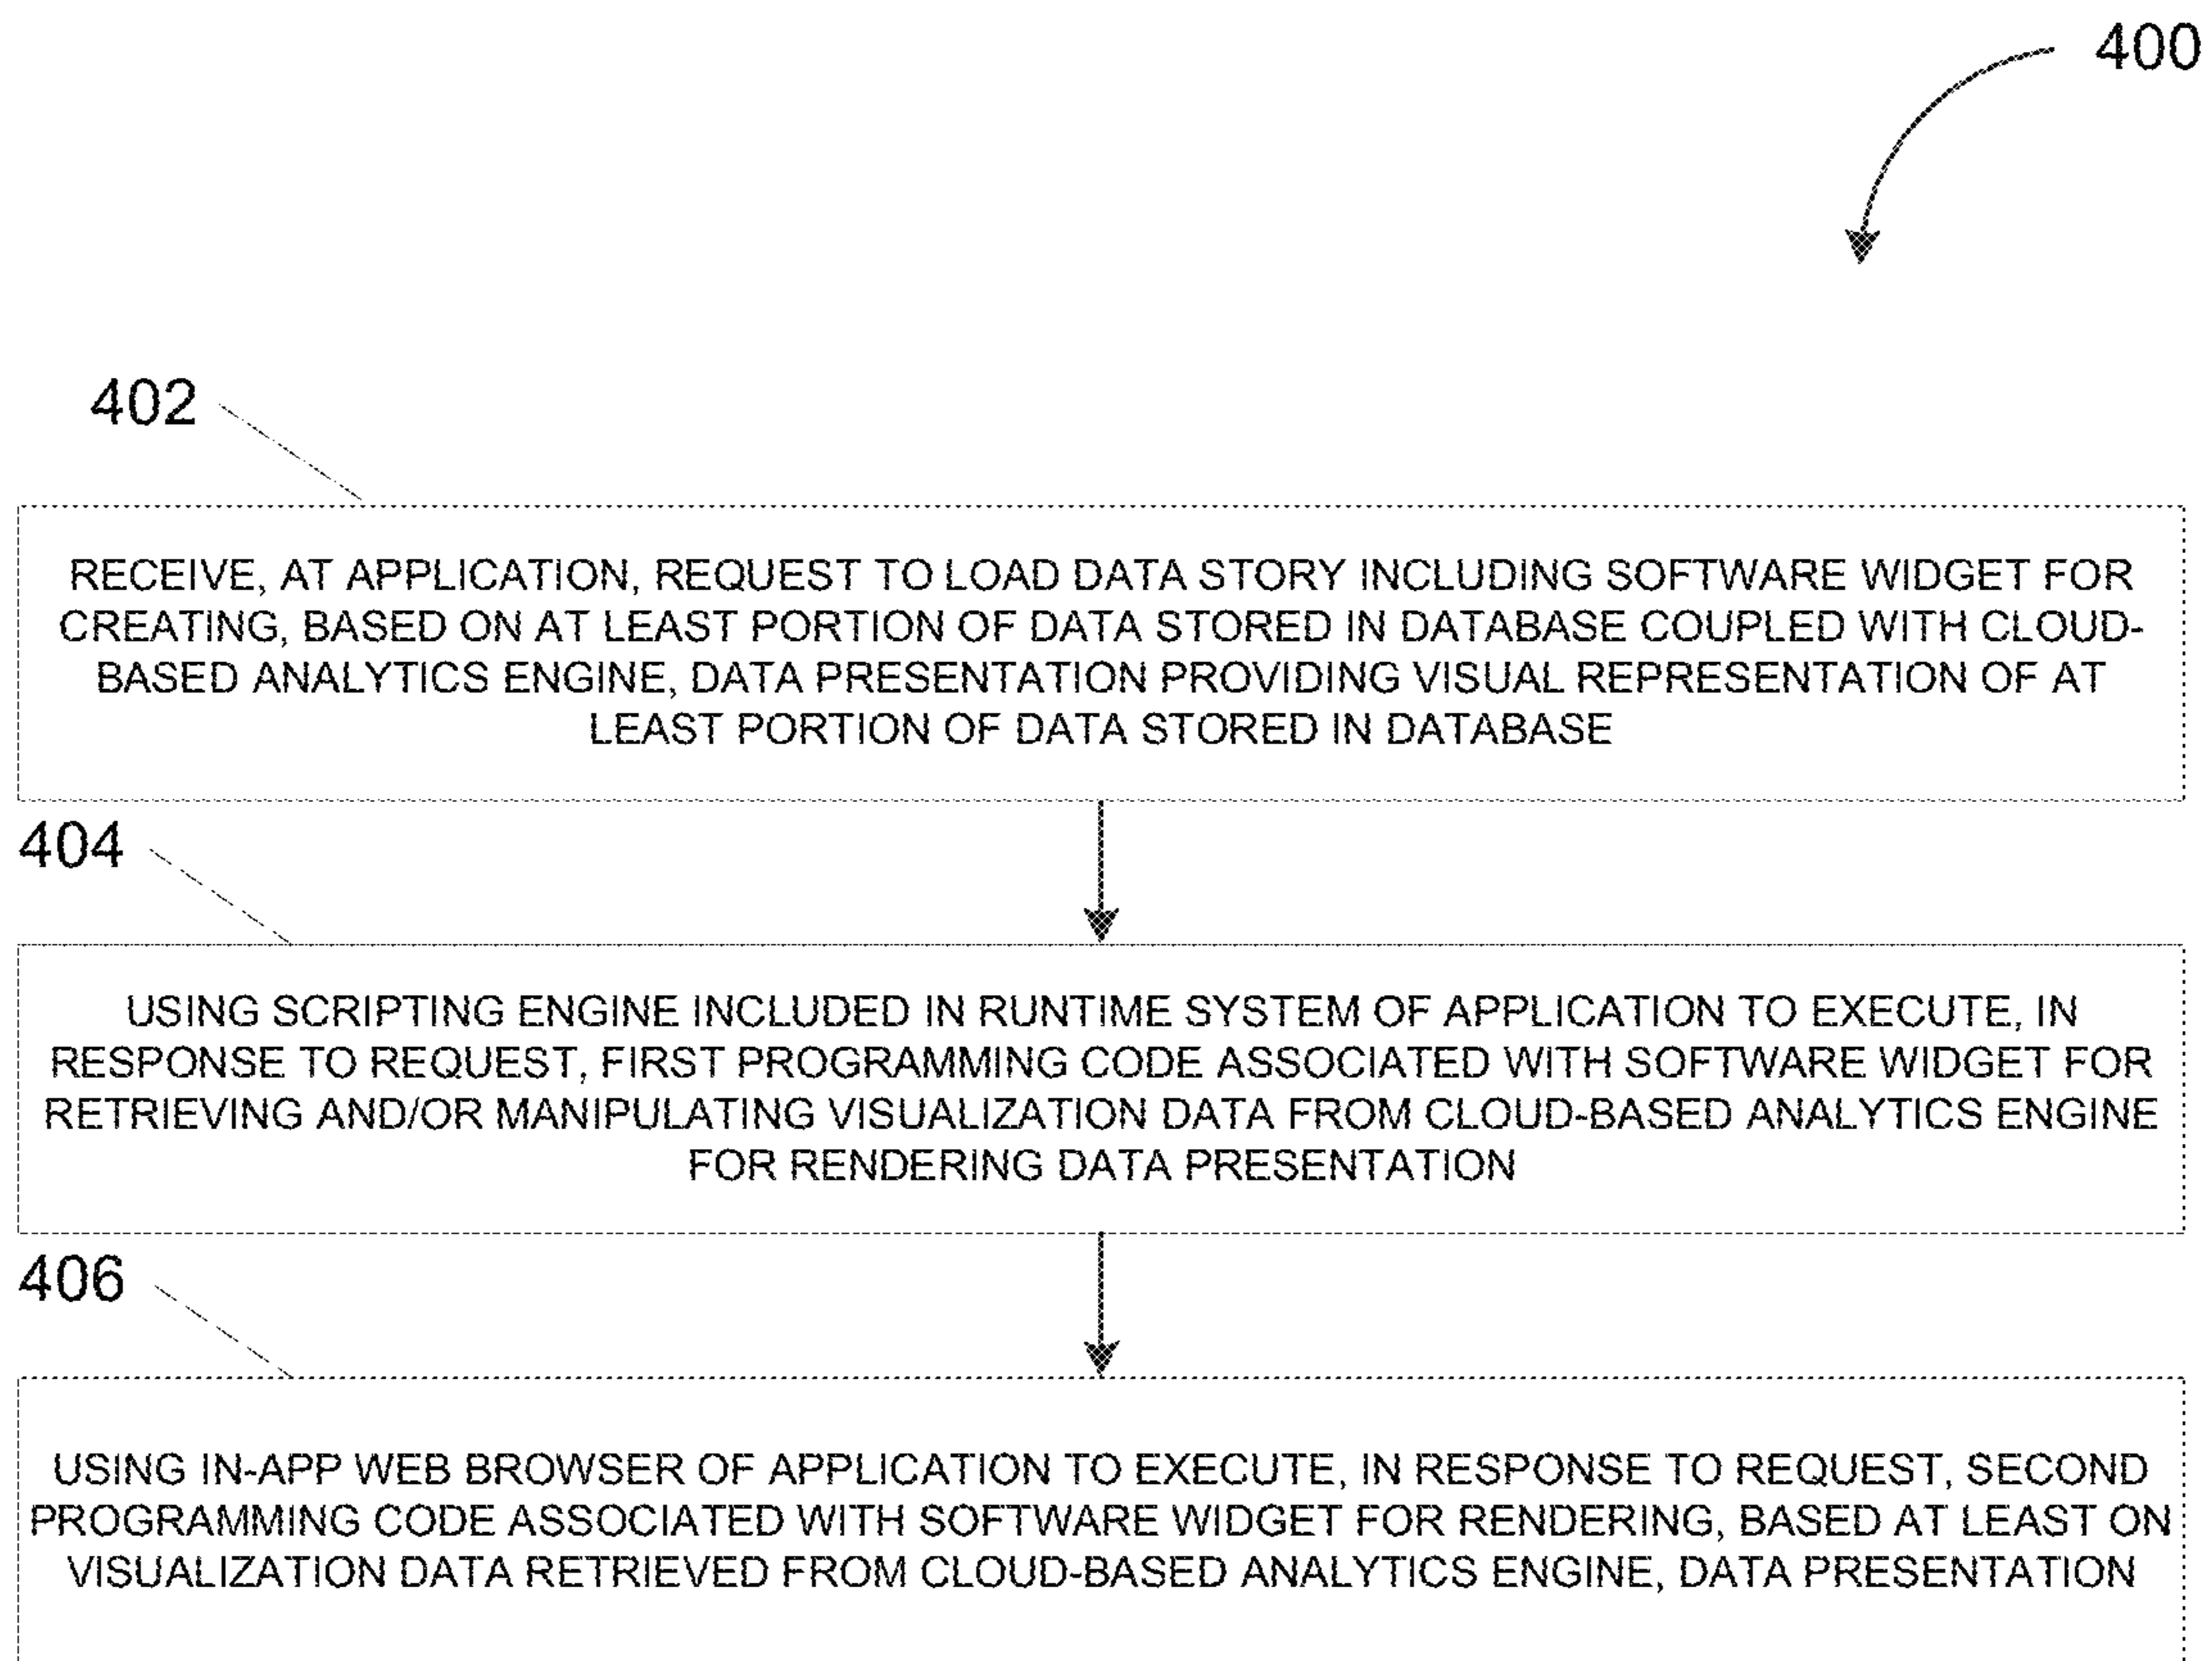 400
402
RECEIVE, AT APPLICATION, REQUEST TO LOAD DATA STORY INCLUDING SOFTWARE WIDGET FOR
CREATING, BASED ON AT LEAST PORTION OF DATA STORED IN DATABASE COUPLED WITH CLOUD-
BASED ANALYTICS ENGINE, DATA PRESENTATION PROVIDING VISUAL REPRESENTATION OF AT
LEAST PORTION OF DATA STORED IN DATABASE
404
USING SCRIPTING ENGINE INCLUDED IN RUNTIME SYSTEM OF APPLICATION TO EXECUTE, IN
RESPONSE TO REQUEST, FIRST PROGRAMMING CODE ASSOCIATED WITH SOFTWARE WIDGET FOR
RETRIEVING AND/OR MANIPULATING VISUALIZATION DATA FROM CLOUD-BASED ANALYTICS ENGINE
FOR RENDERING DATA PRESENTATION
406
USING IN-APP WEB BROWSER OF APPLICATION TO EXECUTE, IN RESPONSE TO REQUEST, SECOND
PROGRAMMING CODE ASSOCIATED WITH SOFTWARE WIDGET FOR RENDERING, BASED AT LEAST ON
VISUALIZATION DATA RETRIEVED FROM CLOUD-BASED ANALYTICS ENGINE, DATA PRESENTATION